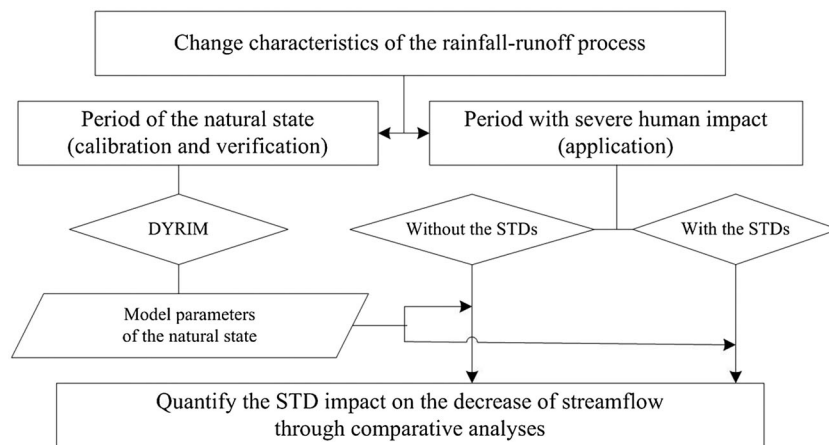 Change characteristics of the rainfall-runoff process
Period of the natural state
(calibration and verification)
Period with severe human impact
(application)
DYRIM
Without the STDs
With the STDs
Model parameters
of the natural state
Quantify the STD impact on the decrease of streamflow
through comparative analyses